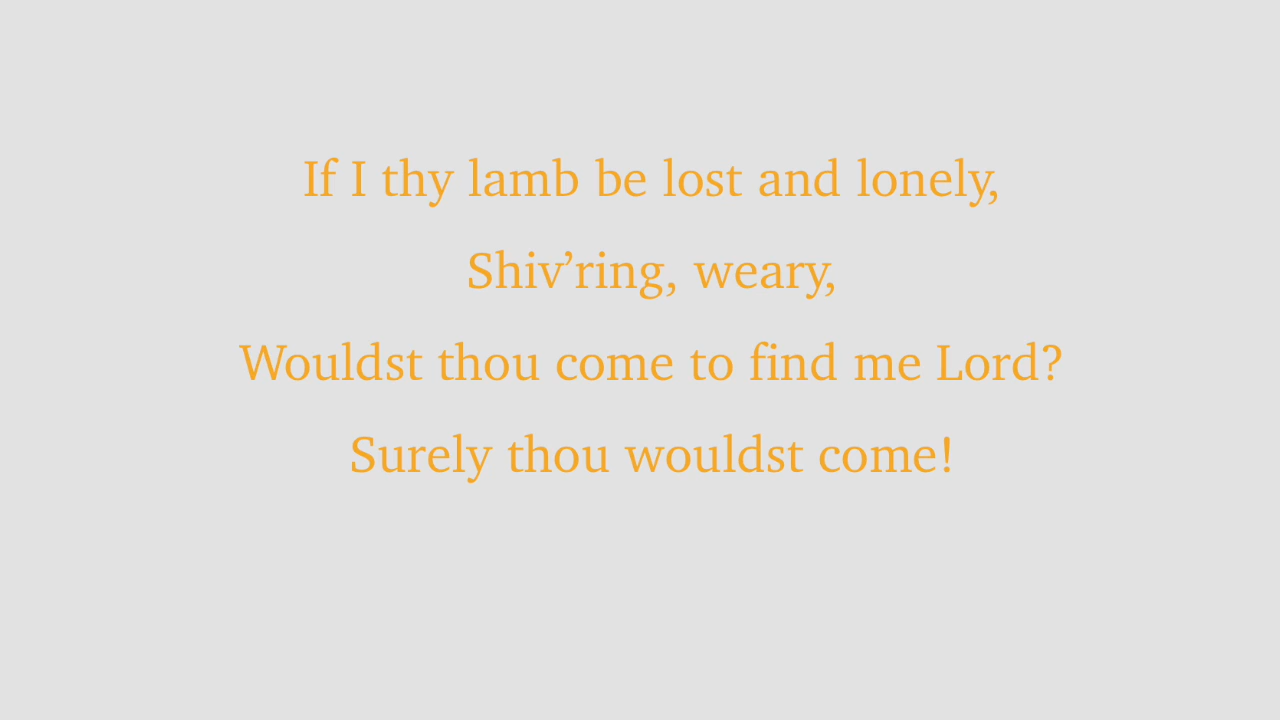 If I thy lamb be lost and lonely,
Shiv’ring, weary,
Wouldst thou come to find me Lord?
Surely thou wouldst come!